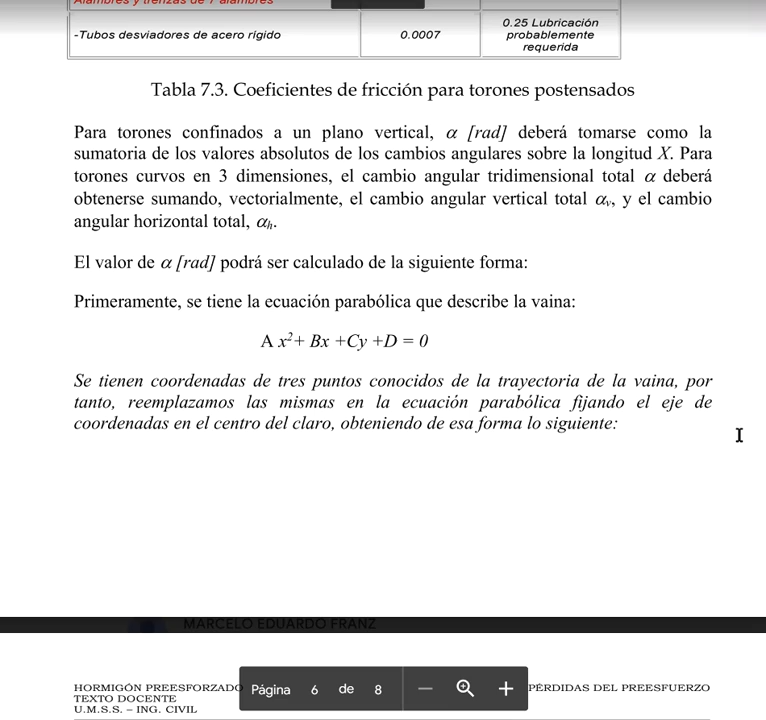 Alambres y trenzas de 7 alambres
-Tubos desviadores de acero rígido
0.0007
0.25 Lubricación
probablemente
requerida
Tabla 7.3. Coeficientes de fricción para torones postensados
Para torones confinados a un plano vertical, α [rad] deberá tomarse como la
sumatoria de los valores absolutos de los cambios angulares sobre la longitud X. Para
torones curvos en 3 dimensiones, el cambio angular tridimensional total α deberá
obtenerse sumando, vectorialmente, el cambio angular vertical total αᵥ, y el cambio
angular horizontal total, αₕ.
El valor de α [rad] podrá ser calculado de la siguiente forma:
Primeramente, se tiene la ecuación parabólica que describe la vaina:
A x²+ Bx +Cy +D = 0
Se tienen coordenadas de tres puntos conocidos de la trayectoria de la vaina, por
tanto, reemplazamos las mismas en la ecuación parabólica fijando el eje de
coordenadas en el centro del claro, obteniendo de esa forma lo siguiente:
MARCELO EDUARDO FRANZ
HORMIGÓN PREESFORZADO
TEXTO DOCENTE
U.M.S.S. – ING. CIVIL
Página 6 de 8
PÉRDIDAS DEL PREESFUERZO